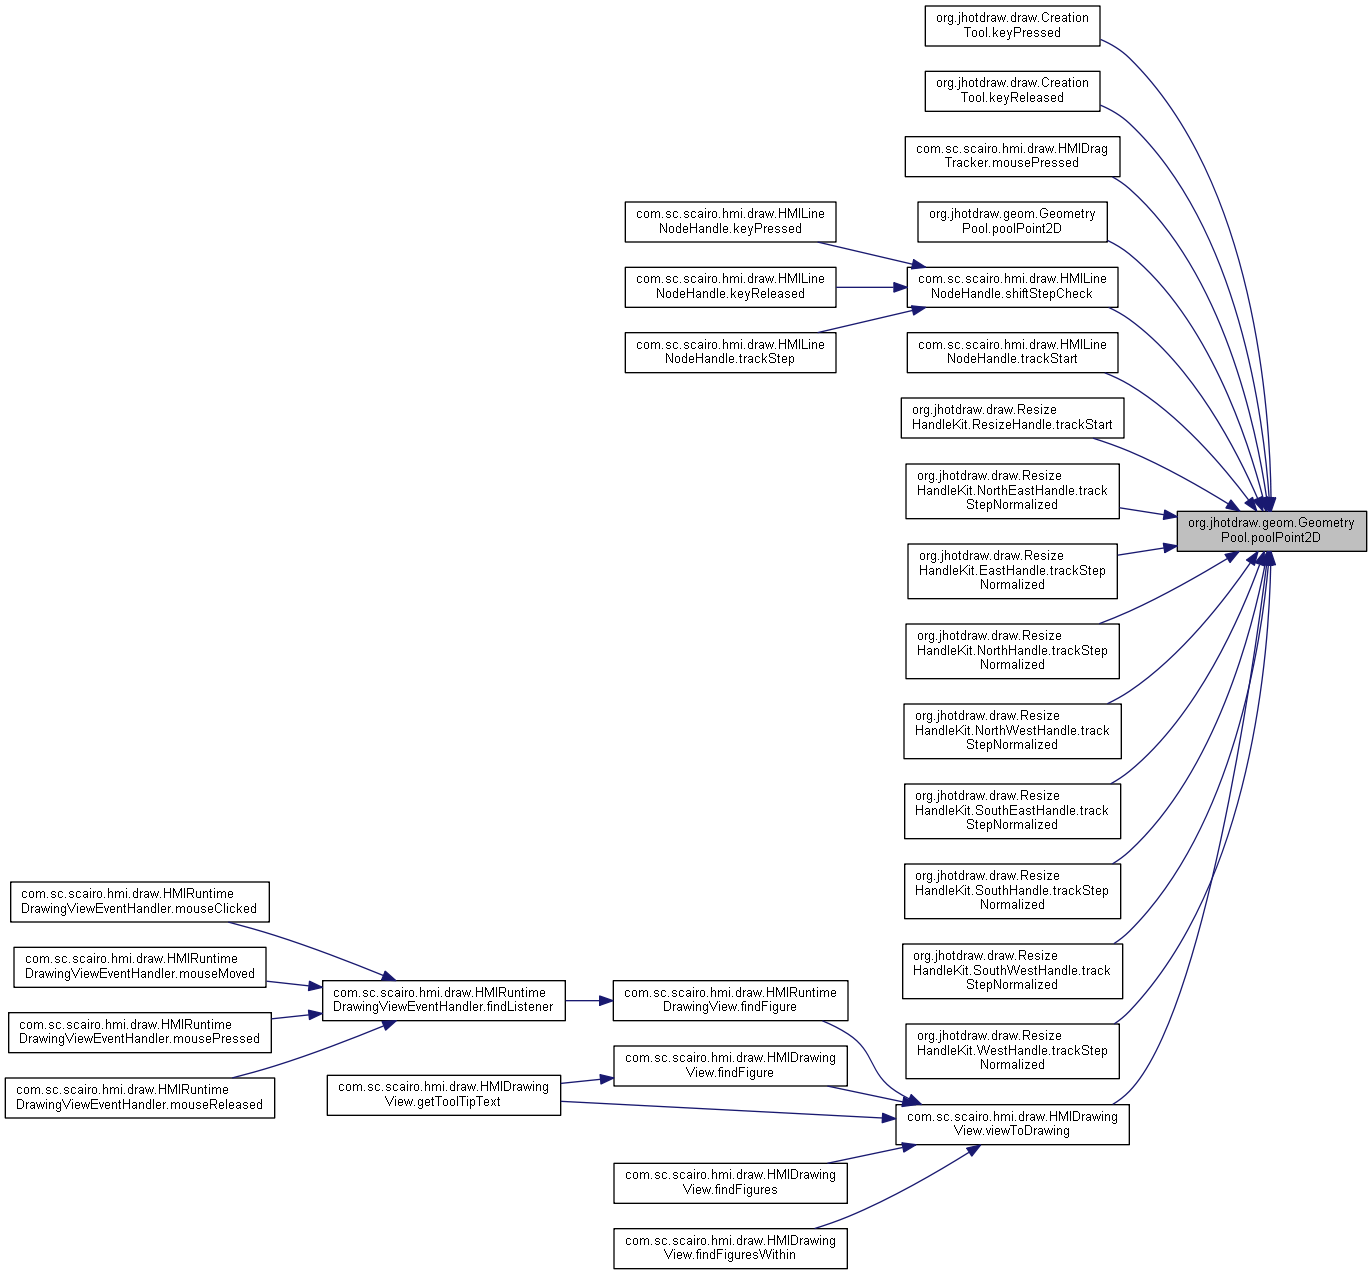 org.jhotdraw.draw.Creation
Tool.keyPressed
org.jhotdraw.draw.Creation
Tool.keyReleased
com.sc.scairo.hmi.draw.HMIDrag
Tracker.mousePressed
org.jhotdraw.geom.Geometry
Pool.poolPoint2D
com.sc.scairo.hmi.draw.HMILine
NodeHandle.keyPressed
com.sc.scairo.hmi.draw.HMILine
NodeHandle.keyReleased
com.sc.scairo.hmi.draw.HMILine
NodeHandle.shiftStepCheck
com.sc.scairo.hmi.draw.HMILine
NodeHandle.trackStep
com.sc.scairo.hmi.draw.HMILine
NodeHandle.trackStart
org.jhotdraw.draw.Resize
HandleKit.ResizeHandle.trackStart
org.jhotdraw.draw.Resize
HandleKit.NorthEastHandle.track
StepNormalized
org.jhotdraw.geom.Geometry
Pool.poolPoint2D
org.jhotdraw.draw.Resize
HandleKit.EastHandle.trackStep
Normalized
org.jhotdraw.draw.Resize
HandleKit.NorthHandle.trackStep
Normalized
org.jhotdraw.draw.Resize
HandleKit.NorthWestHandle.track
StepNormalized
org.jhotdraw.draw.Resize
HandleKit.SouthEastHandle.track
StepNormalized
org.jhotdraw.draw.Resize
HandleKit.SouthHandle.trackStep
Normalized
org.jhotdraw.draw.Resize
HandleKit.SouthWestHandle.track
StepNormalized
org.jhotdraw.draw.Resize
HandleKit.WestHandle.trackStep
Normalized
com.sc.scairo.hmi.draw.HMIRuntime
DrawingViewEventHandler.mouseClicked
com.sc.scairo.hmi.draw.HMIRuntime
DrawingViewEventHandler.mouseMoved
com.sc.scairo.hmi.draw.HMIRuntime
DrawingViewEventHandler.mousePressed
com.sc.scairo.hmi.draw.HMIRuntime
DrawingViewEventHandler.mouseReleased
com.sc.scairo.hmi.draw.HMIRuntime
DrawingViewEventHandler.findListener
com.sc.scairo.hmi.draw.HMIRuntime
DrawingView.findFigure
com.sc.scairo.hmi.draw.HMIDrawing
View.findFigure
com.sc.scairo.hmi.draw.HMIDrawing
View.getToolTipText
com.sc.scairo.hmi.draw.HMIDrawing
View.viewToDrawing
com.sc.scairo.hmi.draw.HMIDrawing
View.findFigures
com.sc.scairo.hmi.draw.HMIDrawing
View.findFiguresWithin